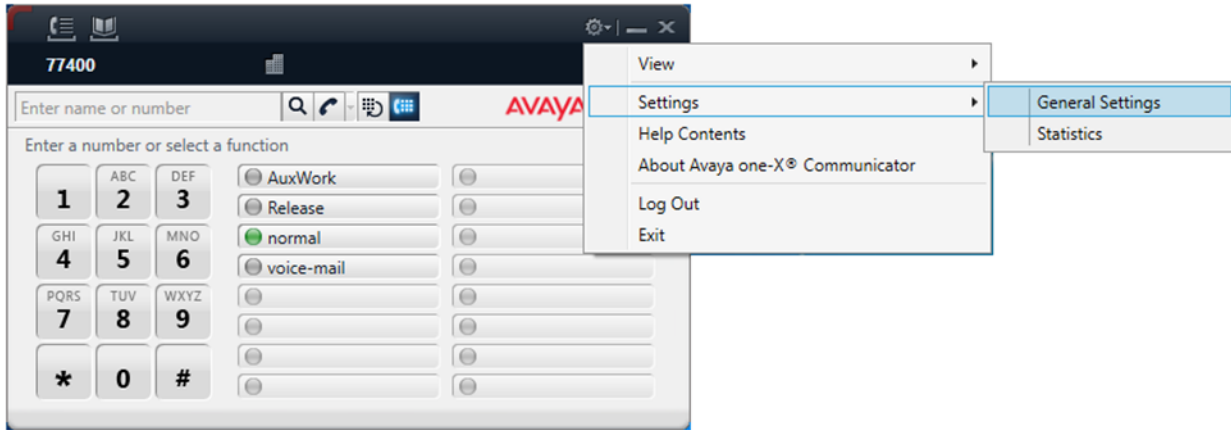 77400
Enter name or number
AVAYA
Enter a number or select a function
1
ABC
2
DEF
3
GHI
4
JKL
5
MNO
6
PQRS
7
TUV
8
WXYZ
9
*
0
#
AuxWork
Release
normal
voice-mail
View
Settings
Help Contents
About Avaya one-X® Communicator
Log Out
Exit
General Settings
Statistics